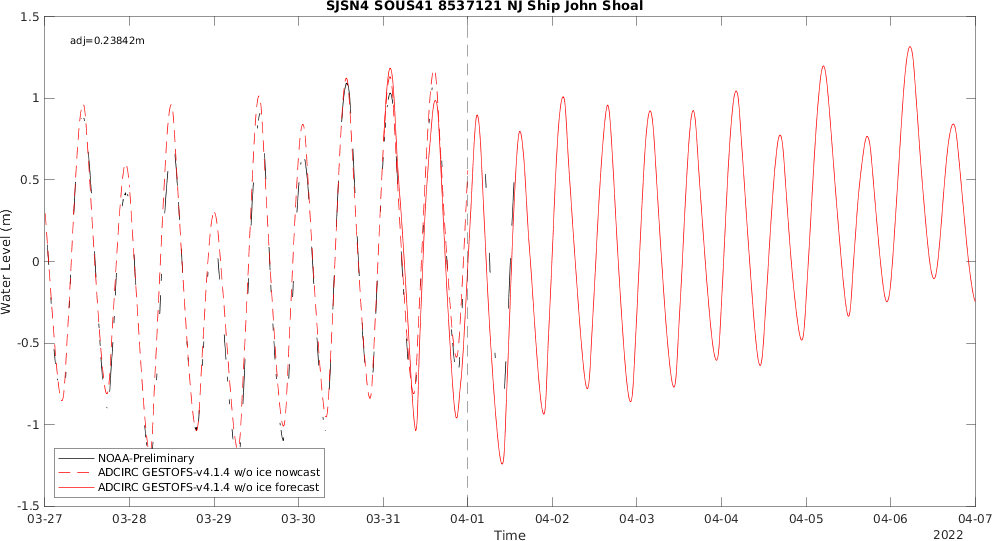 SJSN4 SOUS41 8537121 NJ Ship John Shoal
adj=0.23842m
1.5
1
0.5
0
-0.5
-1
-1.5
Water Level (m)
NOAA-Preliminary
ADCIRC GESTOFS-v4.1.4 w/o ice nowcast
ADCIRC GESTOFS-v4.1.4 w/o ice forecast
03-27 03-28 03-29 03-30 03-31 04-01 04-02 04-03 04-04 04-05 04-06 04-07
Time
2022